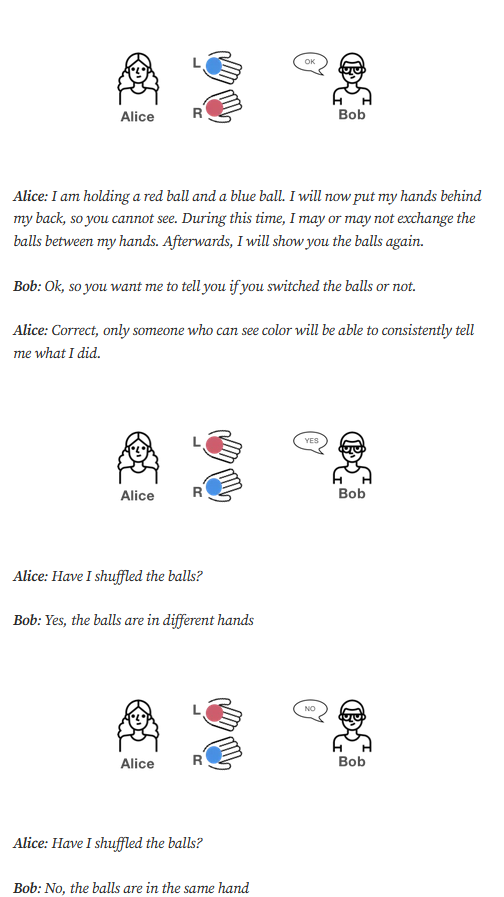 L
OK
R
Alice
Bob
Alice: I am holding a red ball and a blue ball. I will now put my hands behind
my back, so you cannot see. During this time, I may or may not exchange the
balls between my hands. Afterwards, I will show you the balls again.
Bob: Ok, so you want me to tell you if you switched the balls or not.
Alice: Correct, only someone who can see color will be able to consistently tell
me what I did.
L
YES
R
Alice
Bob
Alice: Have I shuffled the balls?
Bob: Yes, the balls are in different hands
L
NO
R
Alice
Bob
Alice: Have I shuffled the balls?
Bob: No, the balls are in the same hand